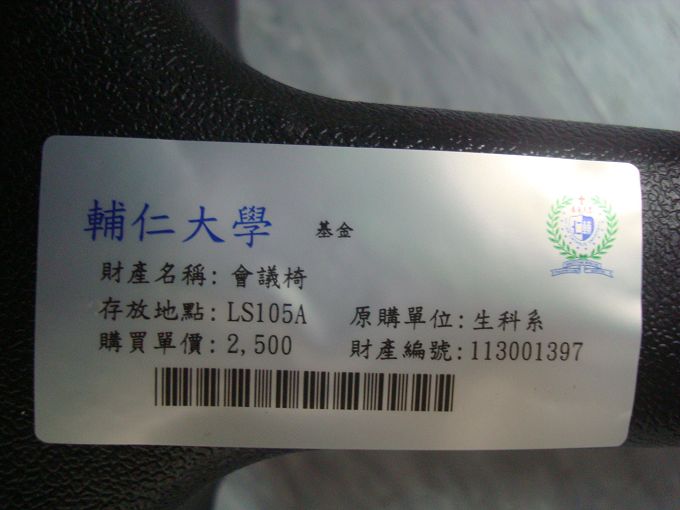 輔仁大學 基金
財產名稱: 會議椅
存放地點: LS105A 原購單位: 生科系
購買單價: 2,500 財產編號: 113001397